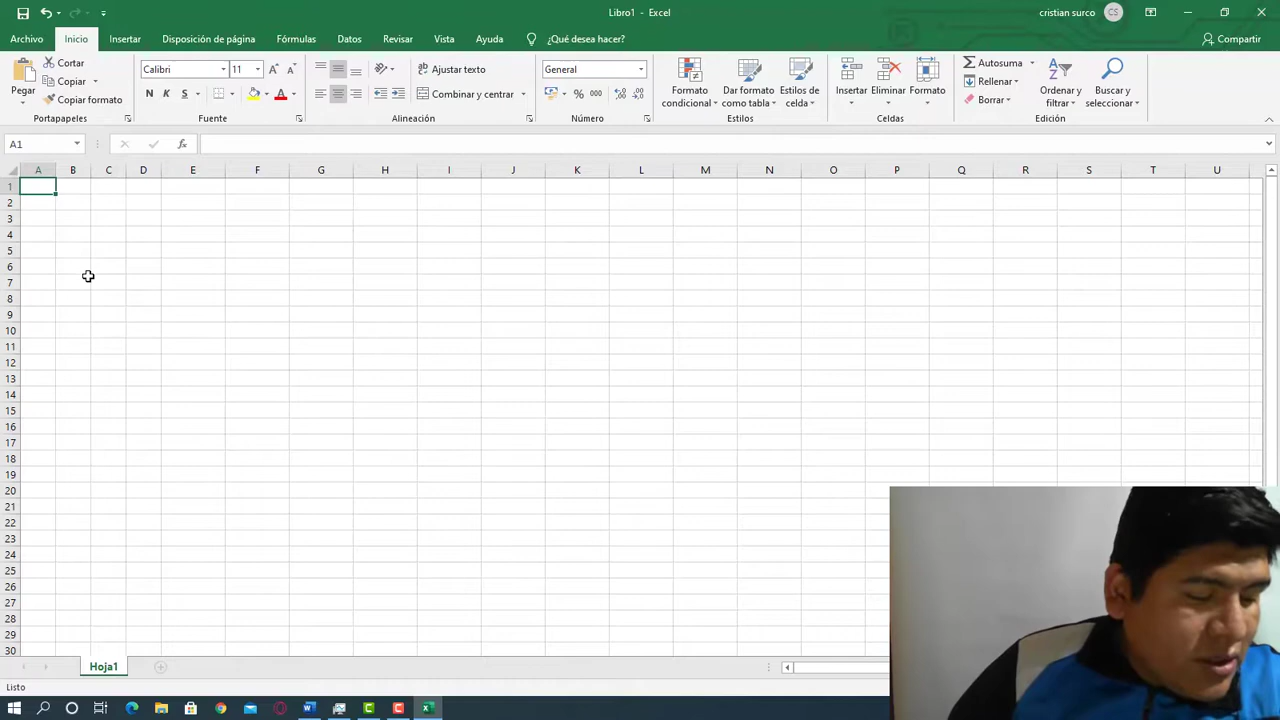 Libro1 - Excel
cristian surco
CS
Archivo
Inicio
Insertar
Disposición de página
Fórmulas
Datos
Revisar
Vista
Ayuda
¿Qué desea hacer?
Compartir
Pegar
Cortar
Copiar
Copiar formato
Portapapeles
Calibri
11
N K S
Fuente
Ajustar texto
Combinar y centrar
Alineación
General
% 000
Número
Formato condicional
Dar formato como tabla
Estilos de celda
Estilos
Insertar
Eliminar
Formato
Celdas
Autosuma
Rellenar
Borrar
Ordenar y filtrar
Buscar y seleccionar
Edición
A1
fx
A B C D E F G H I J K L M N O P Q R S T U
1
2
3
4
5
6
7
8
9
10
11
12
13
14
15
16
17
18
19
20
21
22
23
24
25
26
27
28
29
30
Hoja1
Listo